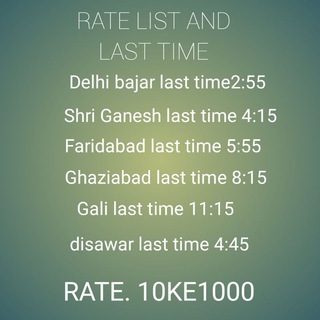 RATE LIST AND
LAST TIME
Delhi bajar last time2:55
Shri Ganesh last time 4:15
Faridabad last time 5:55
Ghaziabad last time 8:15
Gali last time 11:15
disawar last time 4:45
RATE. 10KE1000